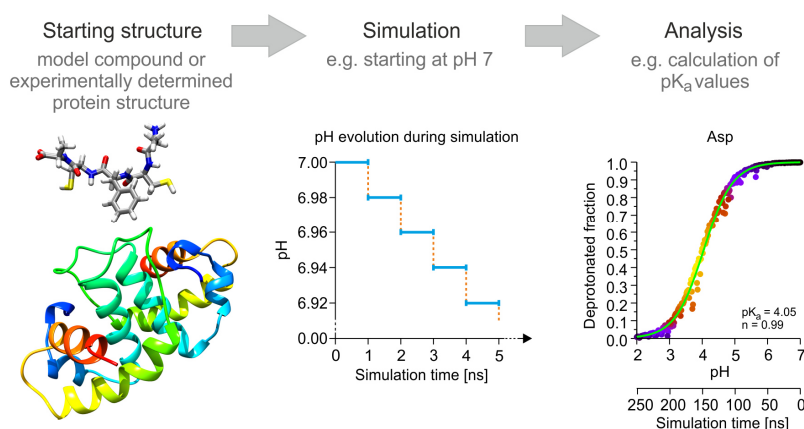 Starting structure
model compound or
experimentally determined
protein structure
Simulation
e.g. starting at pH 7
Analysis
e.g. calculation of
pKa values
pH evolution during simulation
pH
7.00
6.98
6.96
6.94
6.92
0.00
0 1 2 3 4 5
Simulation time [ns]
Asp
Deprotonated fraction
1.0
0.9
0.8
0.7
0.6
0.5
0.4
0.3
0.2
0.1
0.0
pKa = 4.05
n = 0.99
2 3 4 5 6 7
pH
250 200 150 100 50 0
Simulation time [ns]